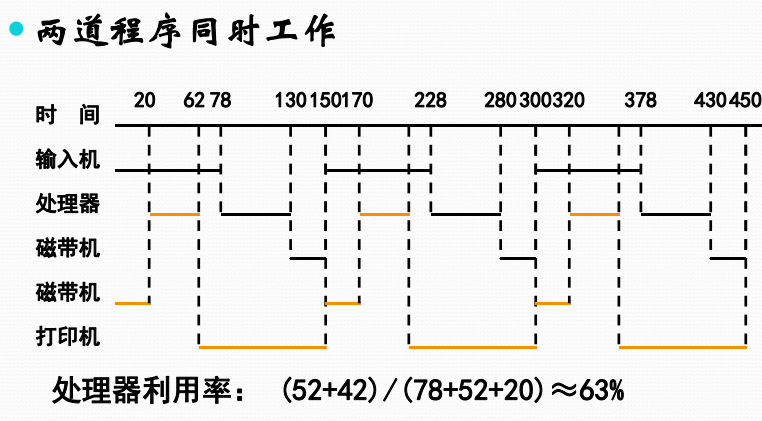 两道程序同时工作
时 间 20 62 78 130 150 170 228 280 300 320 378 430 450
输入机
处理器
磁带机
磁带机
打印机
处理器利用率： (52+42)/(78+52+20)≈63%